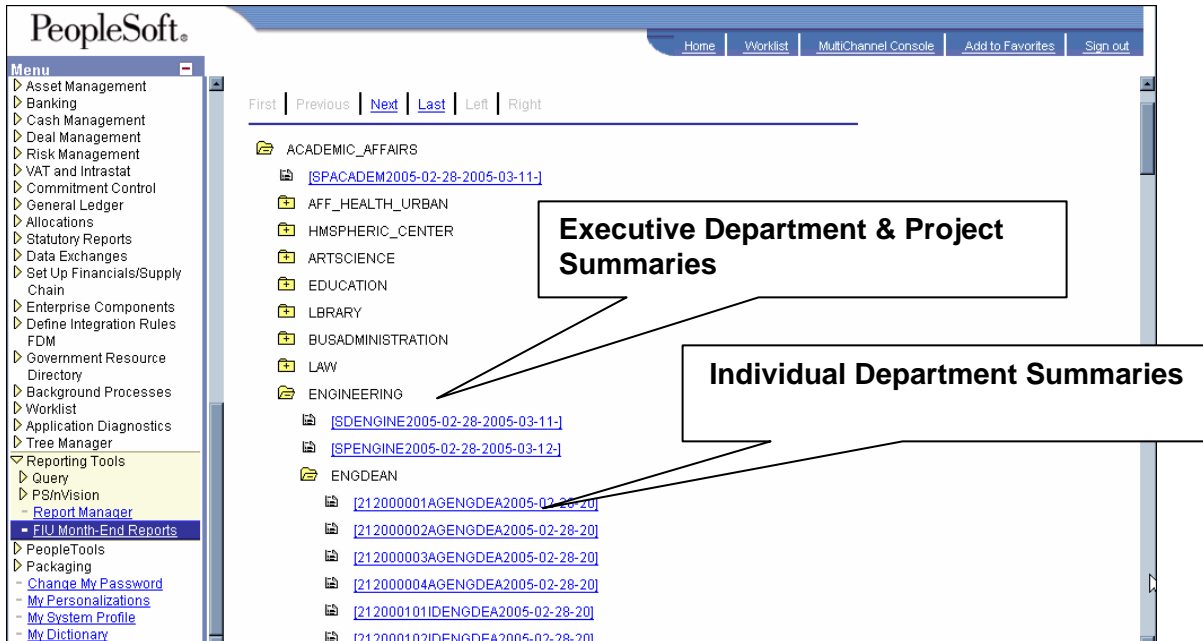 PeopleSoft®
Home | Worklist | MultiChannel Console | Add to Favorites | Sign out
Menu
Asset Management
Banking
Cash Management
Deal Management
Risk Management
VAT and Intrastat
Commitment Control
General Ledger
Allocations
Statutory Reports
Data Exchanges
Set Up Financials/Supply
Chain
Enterprise Components
Define Integration Rules
FDM
Government Resource
Directory
Background Processes
Worklist
Application Diagnostics
Tree Manager
Reporting Tools
Query
PS/nVision
Report Manager
FIU Month-End Reports
PeopleTools
Packaging
Change My Password
My Personalizations
My System Profile
My Dictionary
First | Previous | Next | Last | Left | Right
ACADEMIC_AFFAIRS
[SPACADEM2005-02-28-2005-03-11-]
AFF_HEALTH_URBAN
HMSPHERIC_CENTER
ARTSCIENCE
EDUCATION
LBRARY
BUSADMINISTRATION
LAW
ENGINEERING
[SDENGINE2005-02-28-2005-03-11-]
[SPENGINE2005-02-28-2005-03-12-]
ENGDEAN
[212000001AGENGDEA2005-02-28-20]
[212000002AGENGDEA2005-02-28-20]
[212000003AGENGDEA2005-02-28-20]
[212000004AGENGDEA2005-02-28-20]
[212000101IDENGDEA2005-02-28-20]
[212000102IDENGDEA2005-02-28-20]
Executive Department & Project
Summaries
Individual Department Summaries